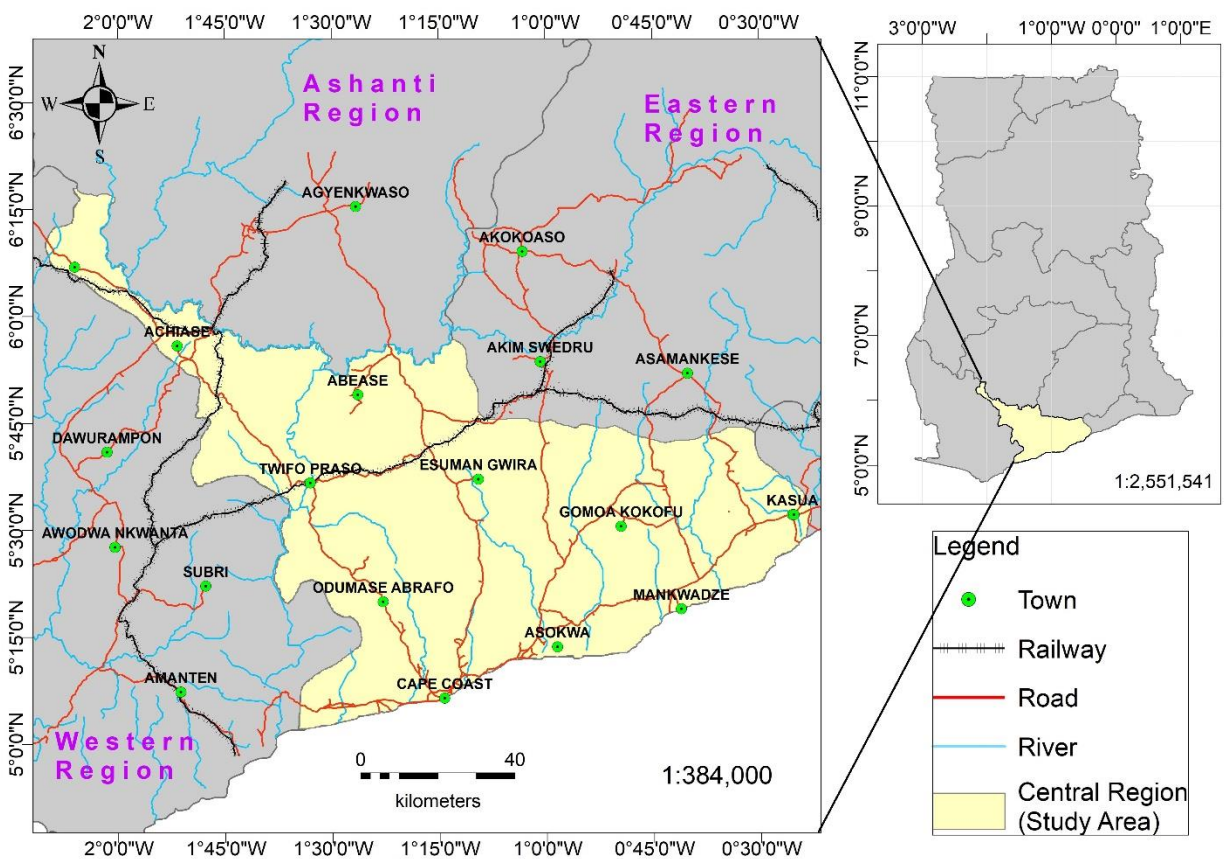 2°0'0"W 1°45'0"W 1°30'0"W 1°15'0"W 1°0'0"W 0°45'0"W 0°30'0"W
N
W E
S
Ashanti
Region
Eastern
Region
6°30'0"N
6°15'0"N
6°0'0"N
5°45'0"N
5°30'0"N
5°15'0"N
5°0'0"N
AGYENKWASO
AKOKOASO
ACHIASE
AKIM SWEDRU
ASAMANKESE
ABEASE
DAWURAMPON
TWIFO PRASO
ESUMAN GWIRA
KASUA
GOMOA KOKOFU
AWODWA NKWANTA
SUBRI
ODUMASE ABRAFO
MANKWADZE
ASOKWA
AMANTEN
CAPE COAST
Western
Region
0 40
kilometers
1:384,000
2°0'0"W 1°45'0"W 1°30'0"W 1°15'0"W 1°0'0"W 0°45'0"W 0°30'0"W
3°0'0"W 1°0'0"W 0°0'0" 1°0'0"E
11°0'0"N
9°0'0"N
7°0'0"N
5°0'0"N
1:2,551,541
Legend
Town
Railway
Road
River
Central Region
(Study Area)